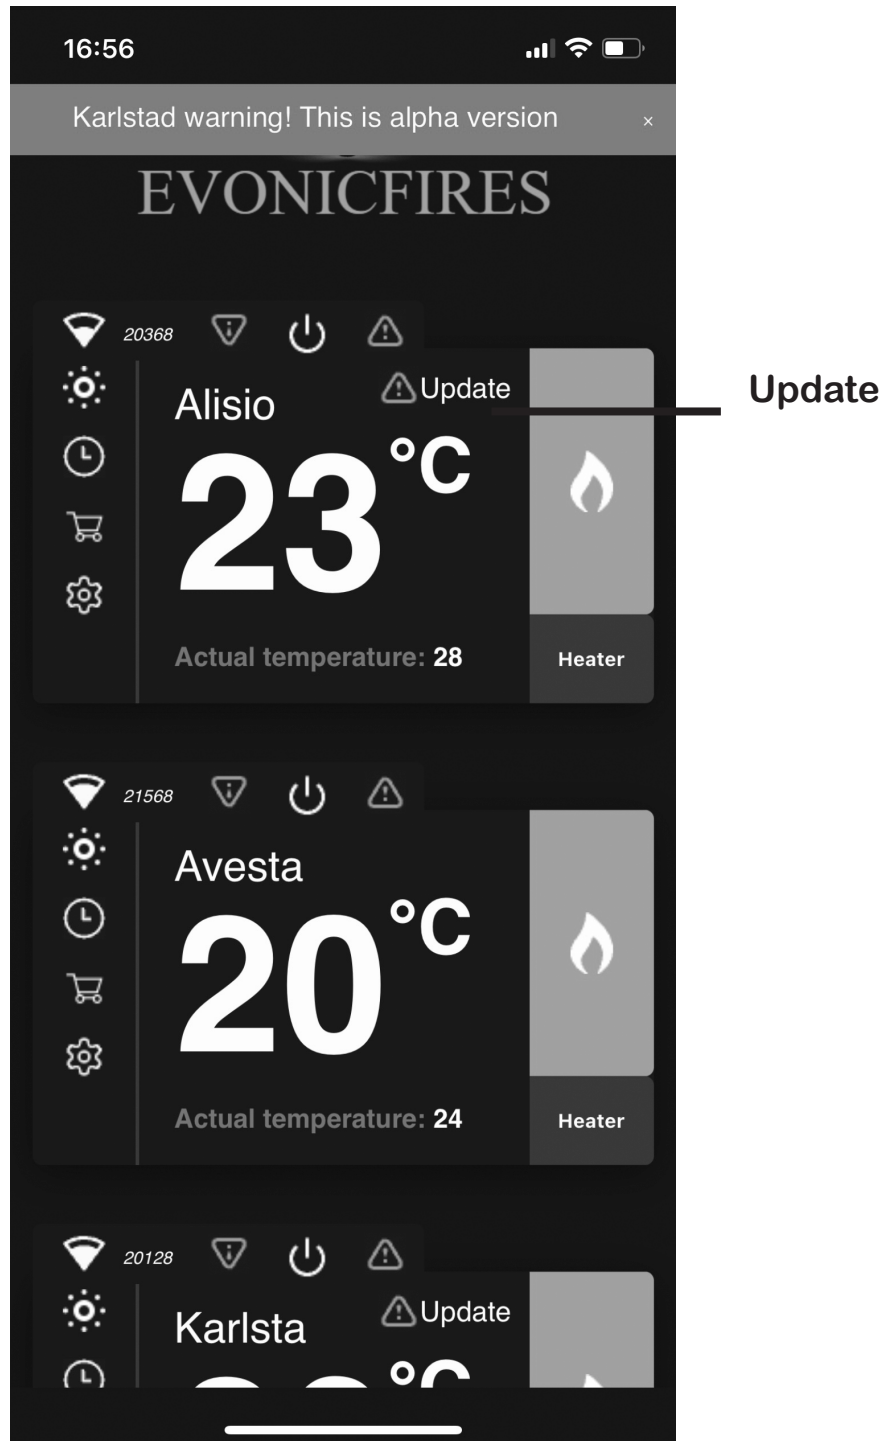 16:56
Karlstad warning! This is alpha version ×
EVONICFIRES
20368
Alisio
Update
Update
23°C
Actual temperature: 28
Heater
21568
Avesta
20°C
Actual temperature: 24
Heater
20128
Karlsta
Update
°C